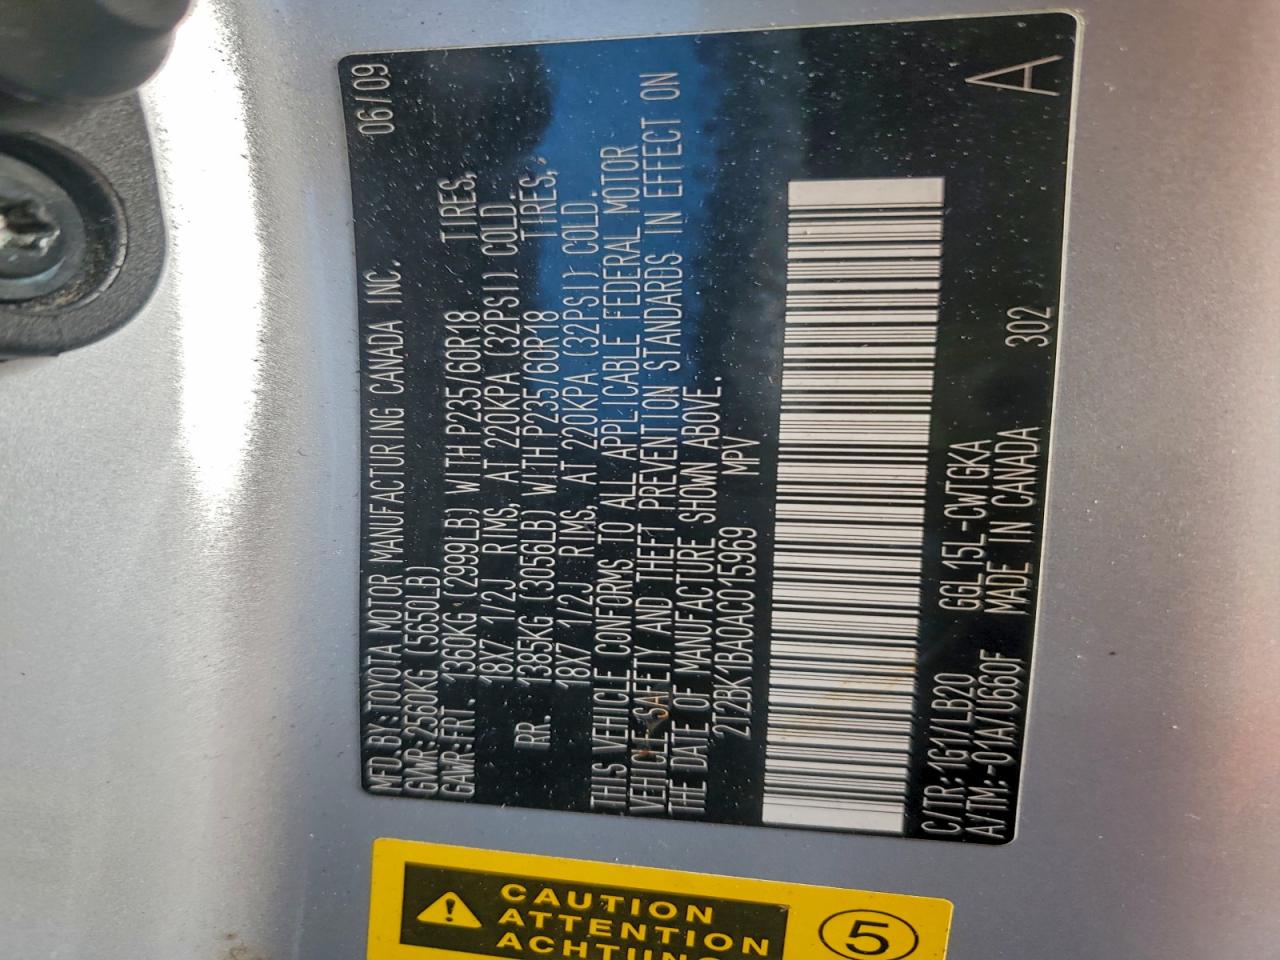 MFD. BY: TOYOTA MOTOR MANUFACTURING CANADA INC. 06/09
GVWR: 2560KG (5650LB)
GAWR: FRT. 1360KG (2999LB) WITH P235/60R18 TIRES,
18X7 1/2J RIMS, AT 220KPA (32PSI) COLD.
RR. 1385KG (3056LB) WITH P235/60R18 TIRES,
18X7 1/2J RIMS, AT 220KPA (32PSI) COLD.
THIS VEHICLE CONFORMS TO ALL APPLICABLE FEDERAL MOTOR
VEHICLE SAFETY AND THEFT PREVENTION STANDARDS IN EFFECT ON
THE DATE OF MANUFACTURE SHOWN ABOVE.
2T2BK1BA0AC015969 MPV
C/TR: 1G1/LB20 GGL15L-CWTGKA A
A/TM: -01A/U660F MADE IN CANADA 302
CAUTION
ATTENTION
ACHTUNG
5